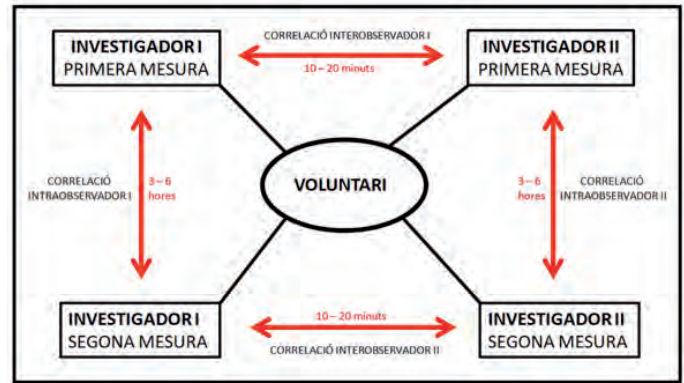 INVESTIGADOR I
PRIMERA MESURA
CORRELACIÓ INTEROBSERVADOR I
10 – 20 minuts
INVESTIGADOR II
PRIMERA MESURA
CORRELACIÓ
INTRAOBSERVADOR I
3 – 6
hores
VOLUNTARI
3 – 6
hores
CORRELACIÓ
INTRAOBSERVADOR II
INVESTIGADOR I
SEGONA MESURA
10 – 20 minuts
CORRELACIÓ INTEROBSERVADOR II
INVESTIGADOR II
SEGONA MESURA